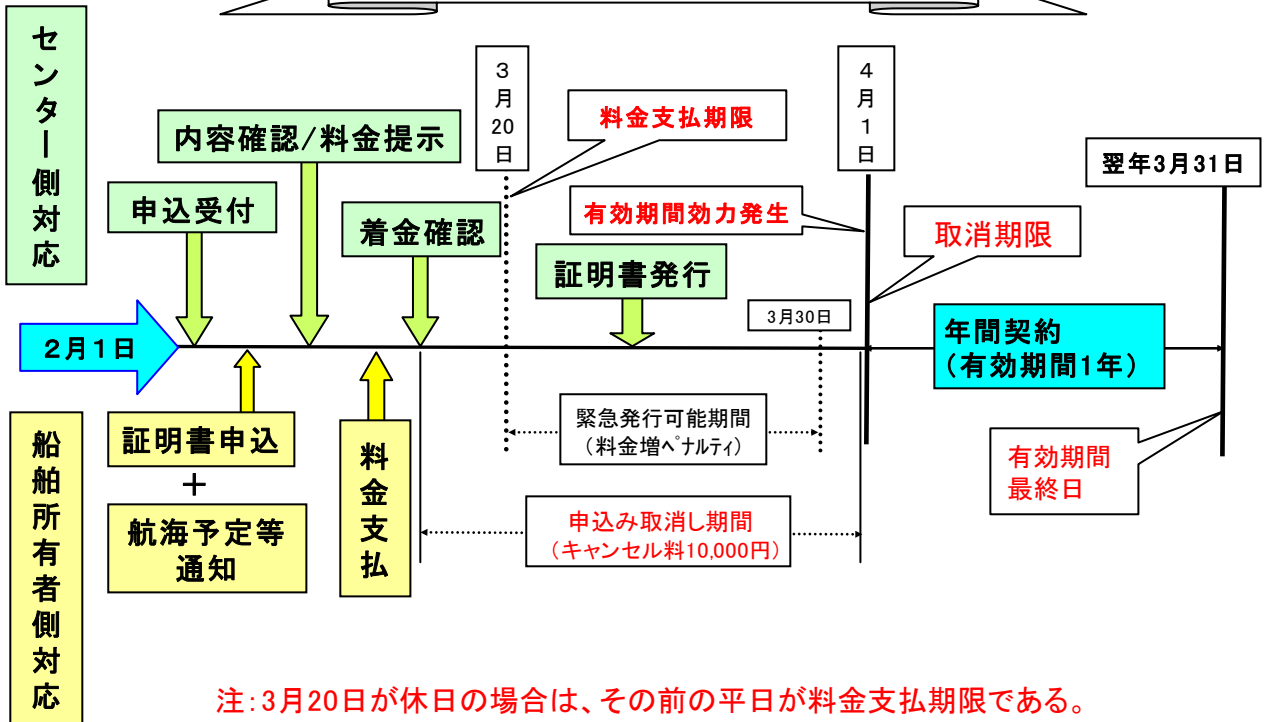 センター側対応
3月20日
4月1日
料金支払期限
内容確認/料金提示
翌年3月31日
申込受付
着金確認
有効期間効力発生
取消期限
証明書発行
3月30日
2月1日
年間契約
(有効期間1年)
証明書申込
+
航海予定等
通知
料金支払
緊急発行可能期間
(料金増ペナルティ)
有効期間
最終日
申込み取消し期間
(キャンセル料10,000円)
船舶所有者側対応
注:3月20日が休日の場合は、その前の平日が料金支払期限である。